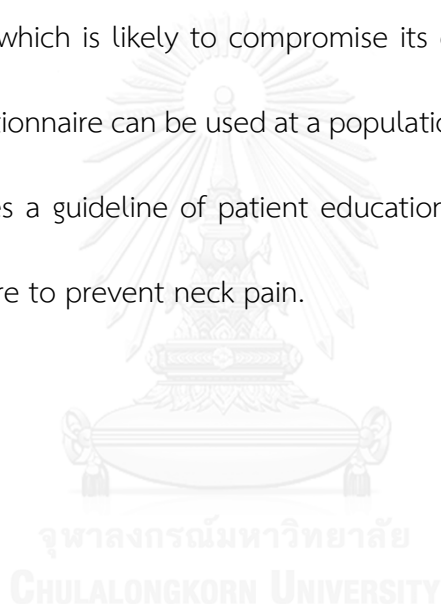 which is likely to compromise its
tionnaire can be used at a populatio
es a guideline of patient education
re to prevent neck pain.
จุฬาลงกรณ์มหาวิทยาลัย
CHULALONGKORN UNIVERSITY